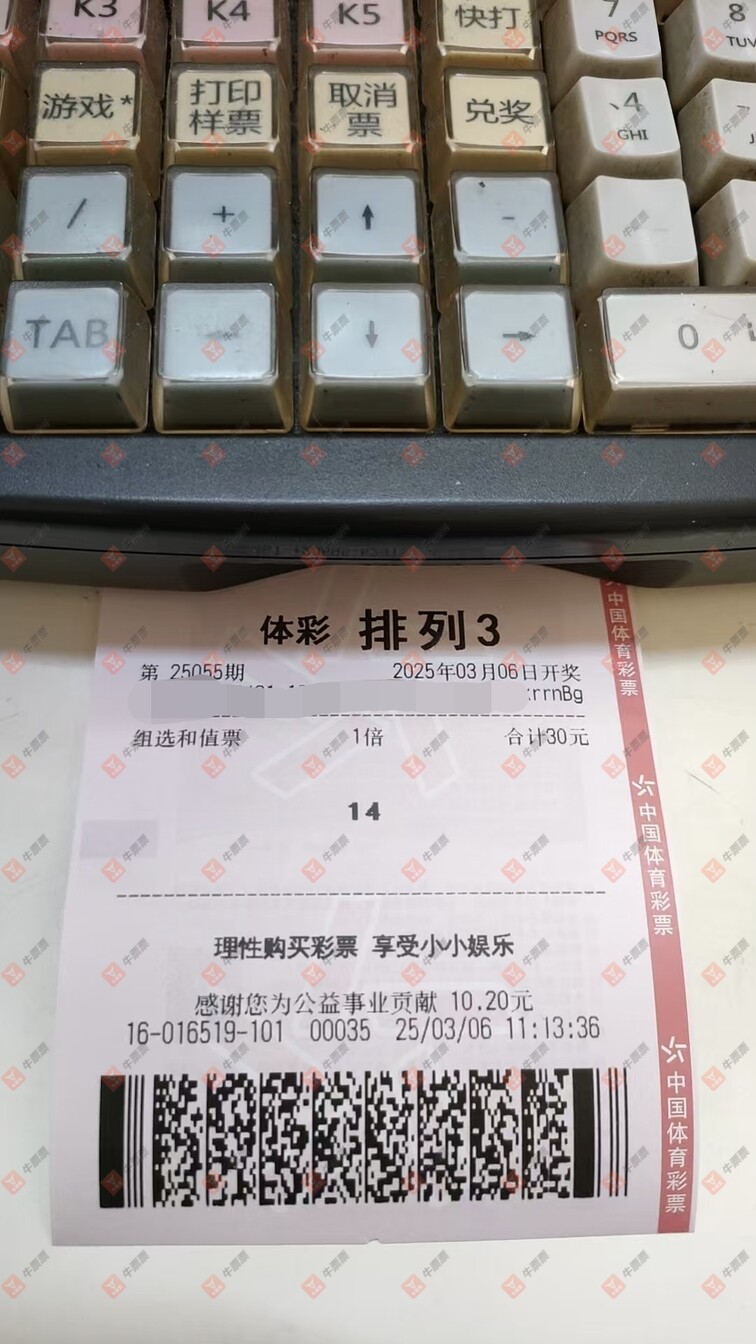 K3 K4 K5 快打 7 PQRS 8 TUV
游戏* 打印样票 取消票 兑奖 4 GHI
/ + ↑ -
TAB ← ↓ → 0
体彩 排列3
第 25055期 2025年03月06日开奖
rrnBg
组选和值票 1倍 合计30元
14
理性购买彩票 享受小小娱乐
感谢您为公益事业贡献 10.20元
16-016519-101 00035 25/03/06 11:13:36
中国体育彩票
中国体育彩票
中国体育彩票
牛票票